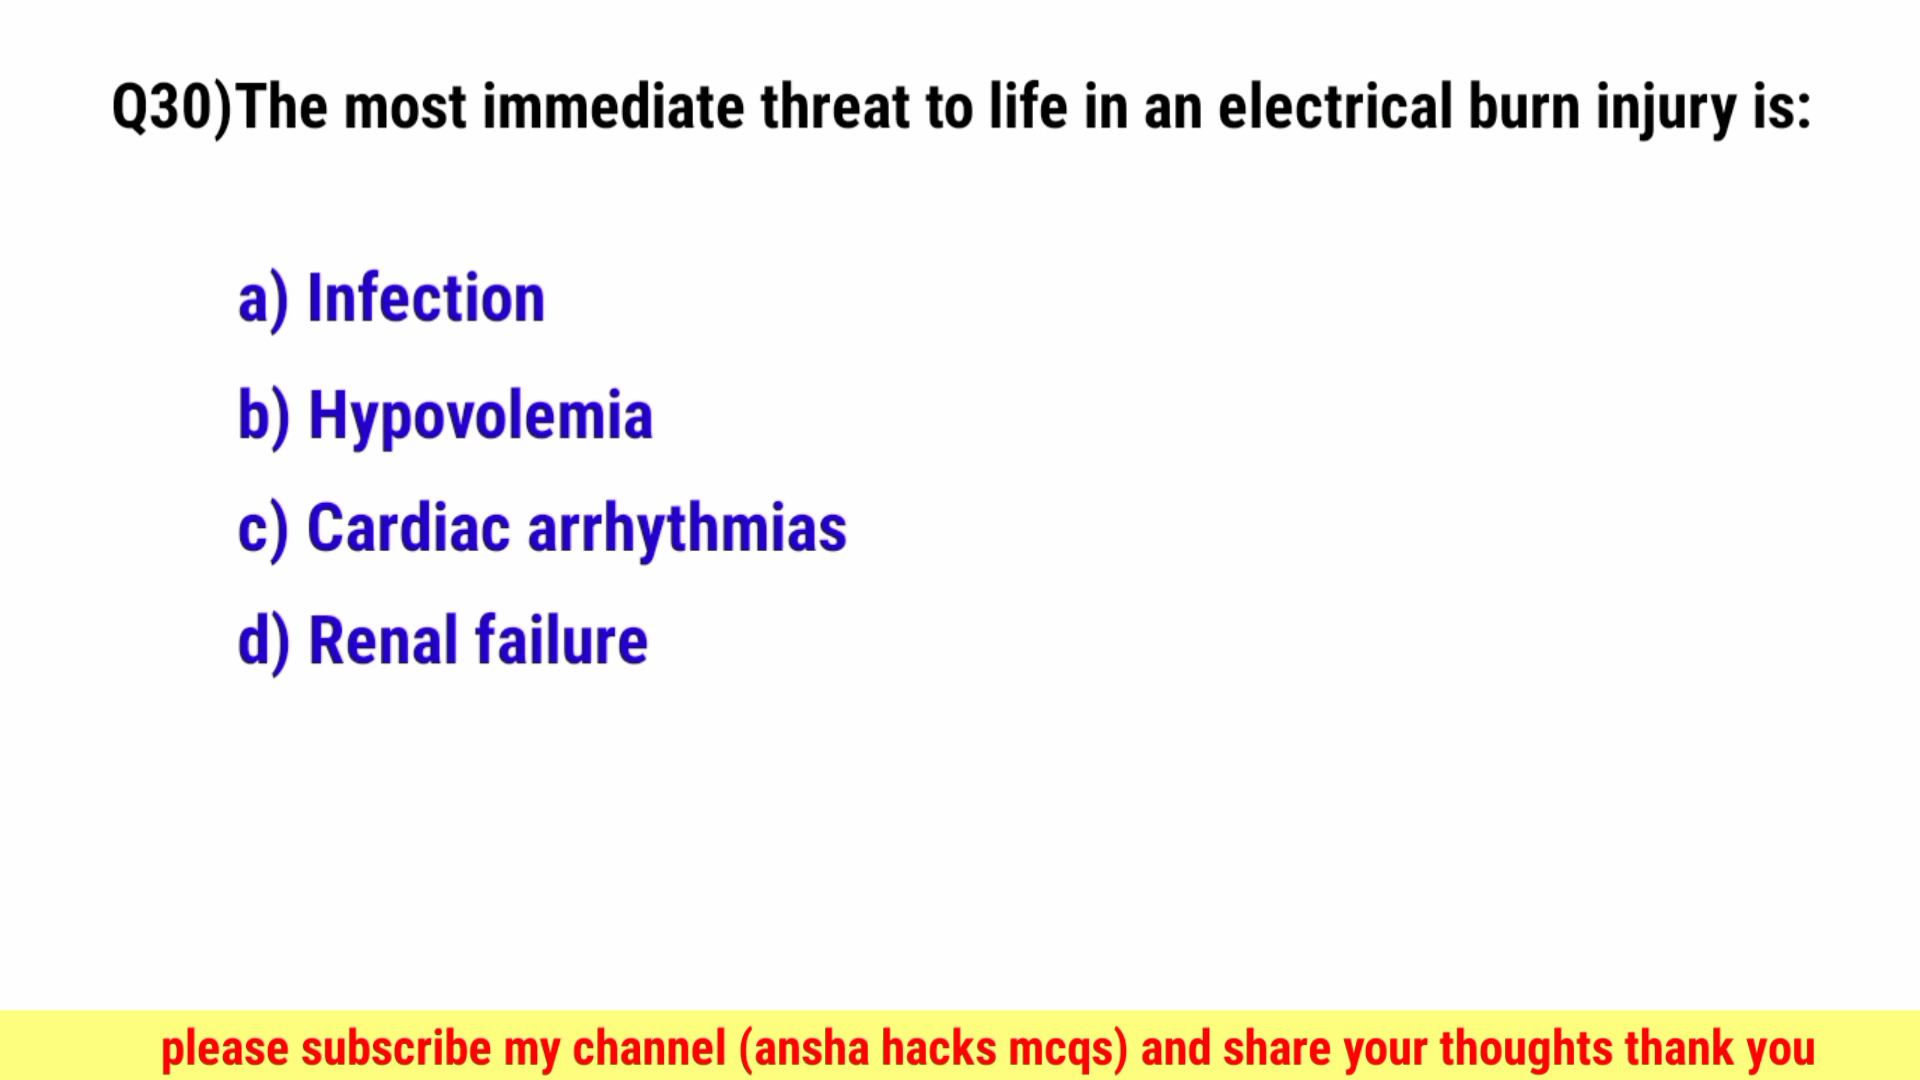 Q30)The most immediate threat to life in an electrical burn injury is:
a) Infection
b) Hypovolemia
c) Cardiac arrhythmias
d) Renal failure
please subscribe my channel (ansha hacks mcqs) and share your thoughts thank you